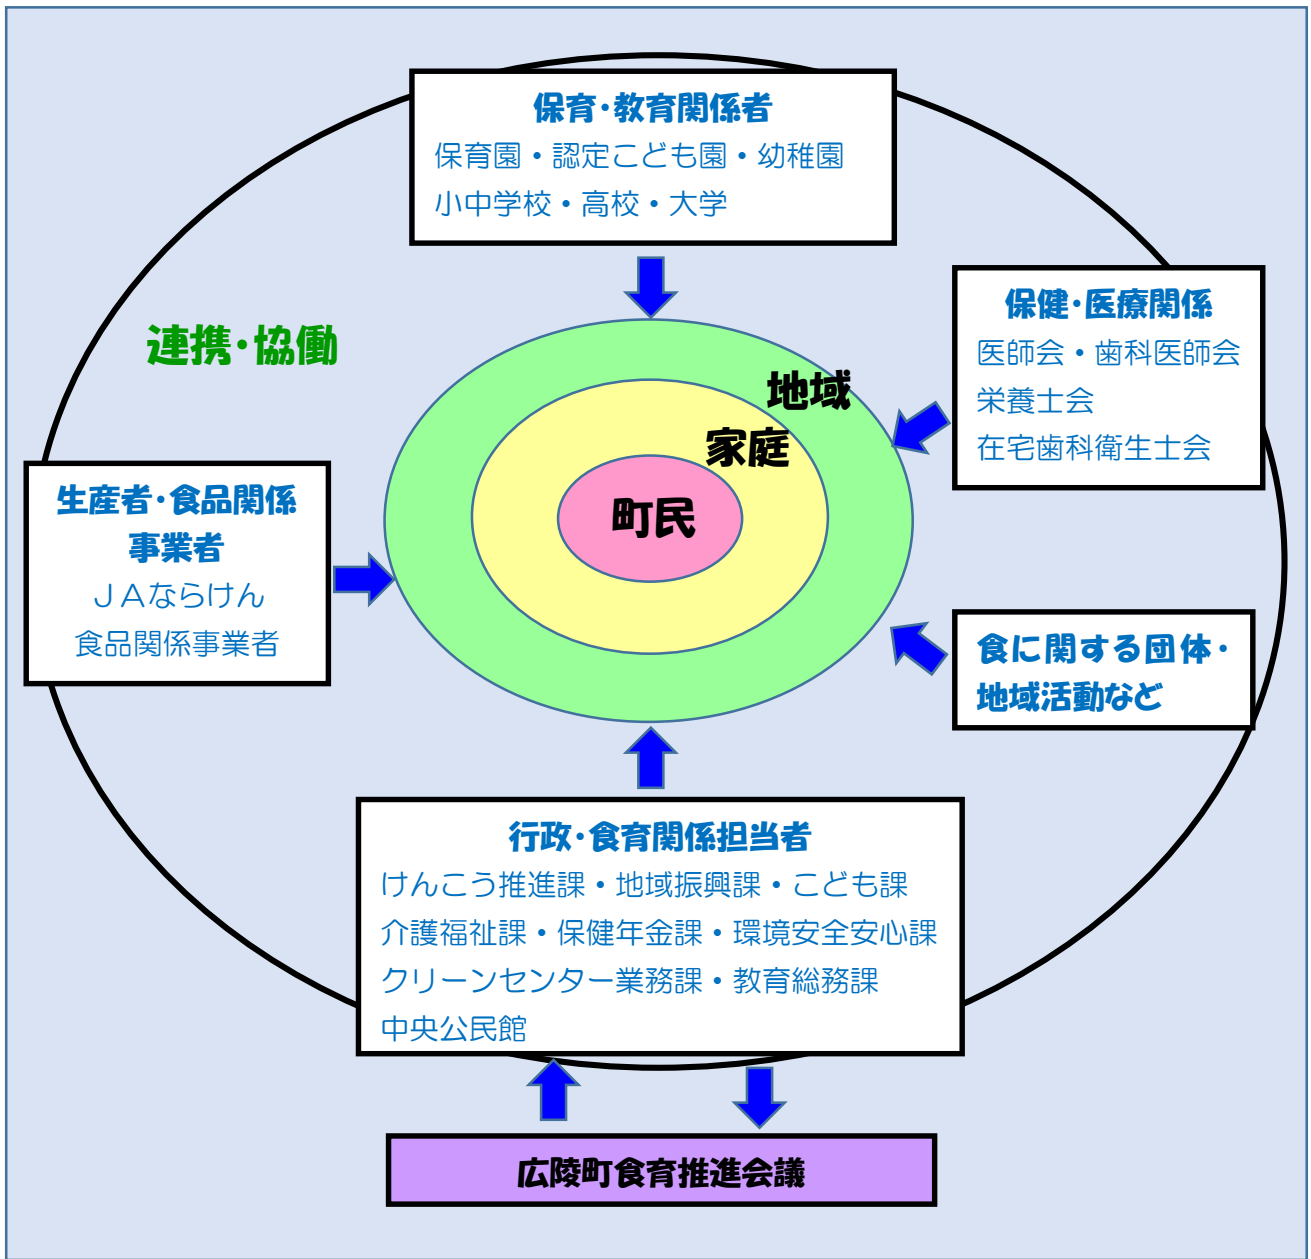 保育・教育関係者
保育園・認定こども園・幼稚園
小中学校・高校・大学
連携・協働
保健・医療関係
医師会・歯科医師会
栄養士会
在宅歯科衛生士会
地域
家庭
町民
生産者・食品関係
事業者
ＪＡならけん
食品関係事業者
食に関する団体・
地域活動など
行政・食育関係担当者
けんこう推進課・地域振興課・こども課
介護福祉課・保健年金課・環境安全安心課
クリーンセンター業務課・教育総務課
中央公民館
広陵町食育推進会議